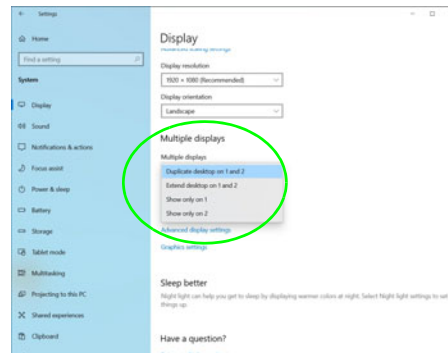 Settings
Home
Find a setting
System
Display
Sound
Notifications & actions
Focus assist
Power & sleep
Battery
Storage
Tablet mode
Multitasking
Projecting to this PC
Shared experiences
Clipboard
Display
Advanced scaling settings
Display resolution
1920 × 1080 (Recommended)
Display orientation
Landscape
Multiple displays
Multiple displays
Duplicate desktop on 1 and 2
Extend desktop on 1 and 2
Show only on 1
Show only on 2
Advanced display settings
Graphics settings
Sleep better
Night light can help you get to sleep by displaying warmer colors at night. Select Night light settings to set
things up.
Have a question?